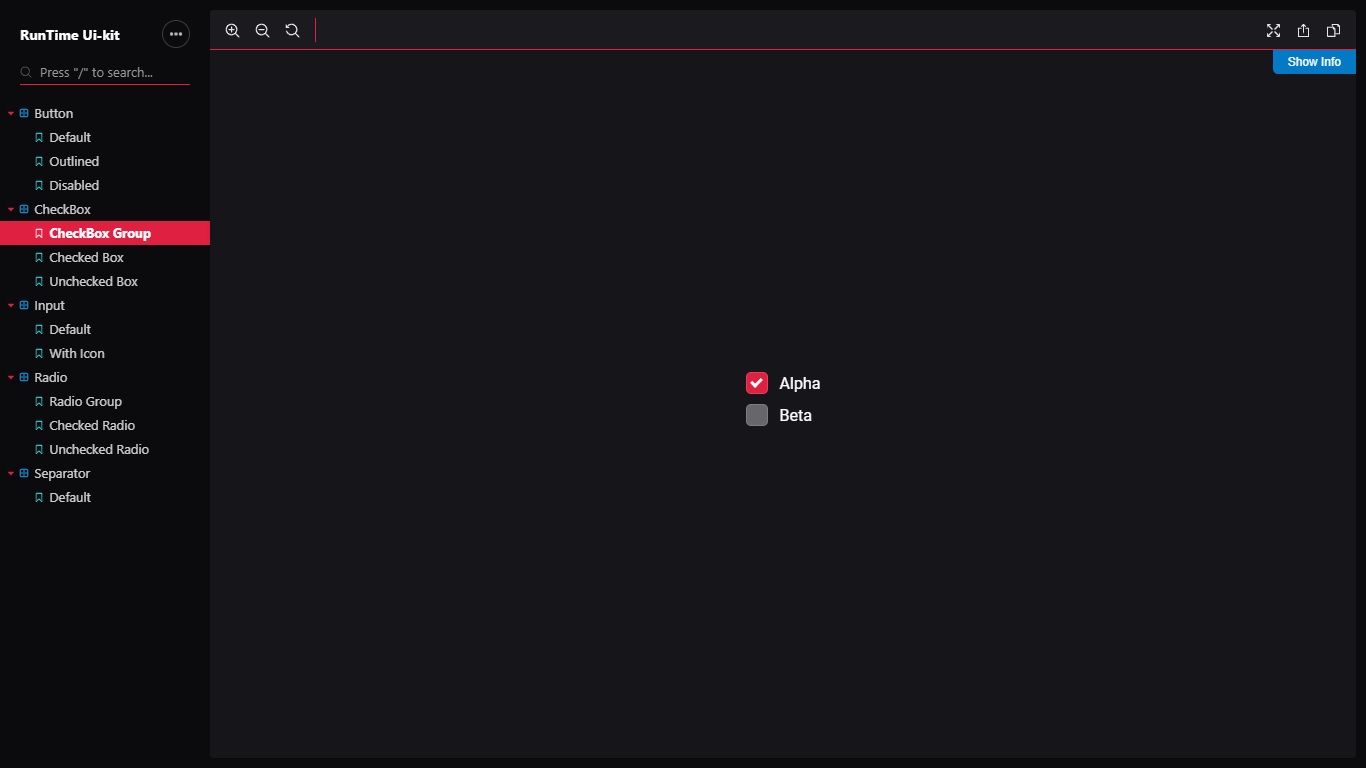 RunTime Ui-kit
Press "/" to search...
Button
Default
Outlined
Disabled
CheckBox
CheckBox Group
Checked Box
Unchecked Box
Input
Default
With Icon
Radio
Radio Group
Checked Radio
Unchecked Radio
Separator
Default
Show Info
Alpha
Beta